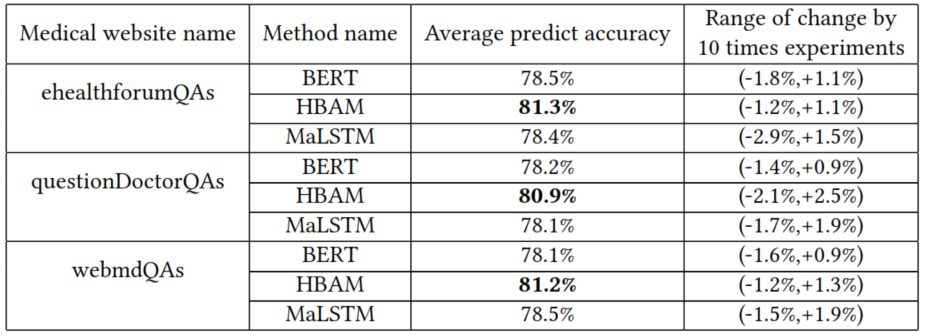 Medical website name Method name Average predict accuracy Range of change by
10 times experiments
ehealthforumQAs BERT 78.5% (-1.8%,+1.1%)
HBAM 81.3% (-1.2%,+1.1%)
MaLSTM 78.4% (-2.9%,+1.5%)
questionDoctorQAs BERT 78.2% (-1.4%,+0.9%)
HBAM 80.9% (-2.1%,+2.5%)
MaLSTM 78.1% (-1.7%,+1.9%)
webmdQAs BERT 78.1% (-1.6%,+0.9%)
HBAM 81.2% (-1.2%,+1.3%)
MaLSTM 78.5% (-1.5%,+1.9%)